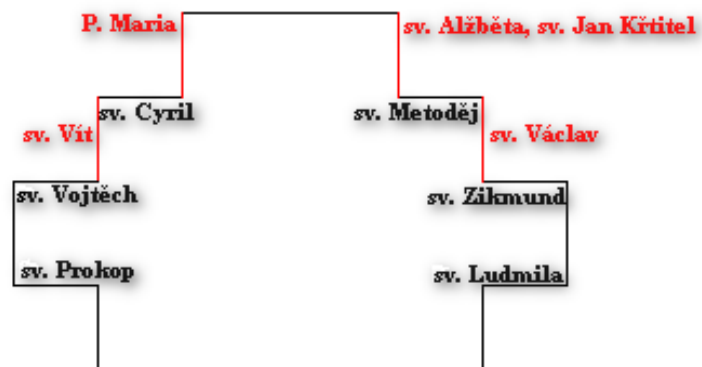 P. Maria
sv. Alžběta, sv. Jan Křtitel
sv. Cyril
sv. Metoděj
sv. Vít
sv. Václav
sv. Vojtěch
sv. Zikmund
sv. Prokop
sv. Ludmila